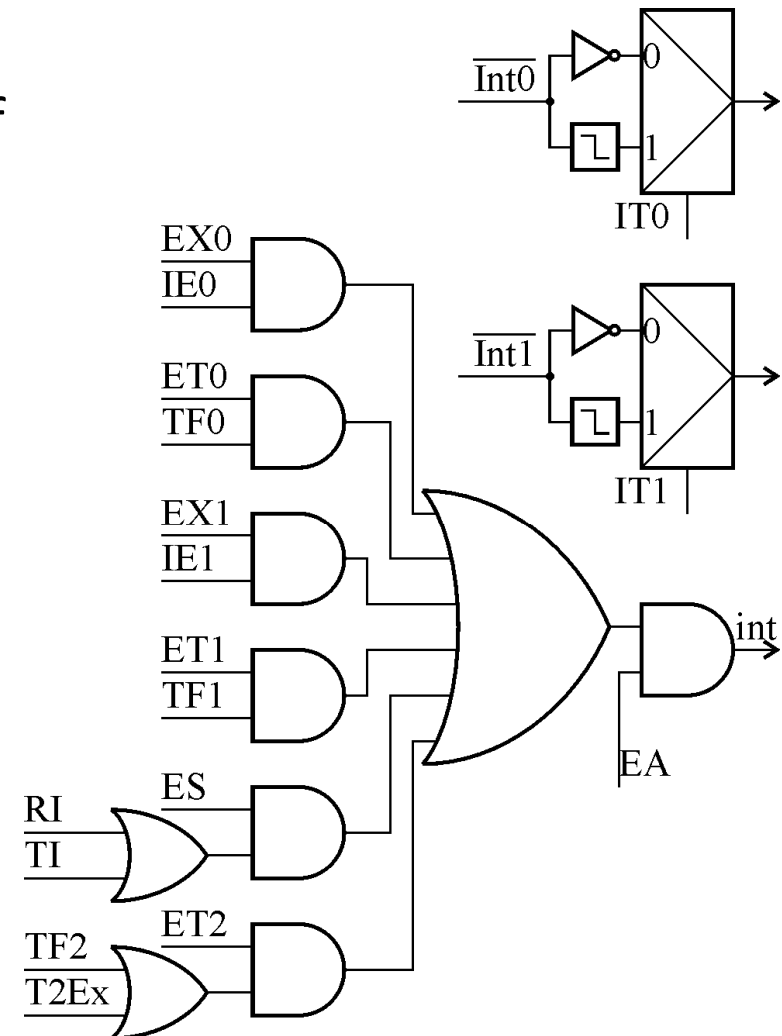 f
Int0
0
1
IT0
EX0
IE0
Int1
0
1
IT1
ET0
TF0
EX1
IE1
int
ET1
TF1
EA
ES
RI
TI
ET2
TF2
T2Ex